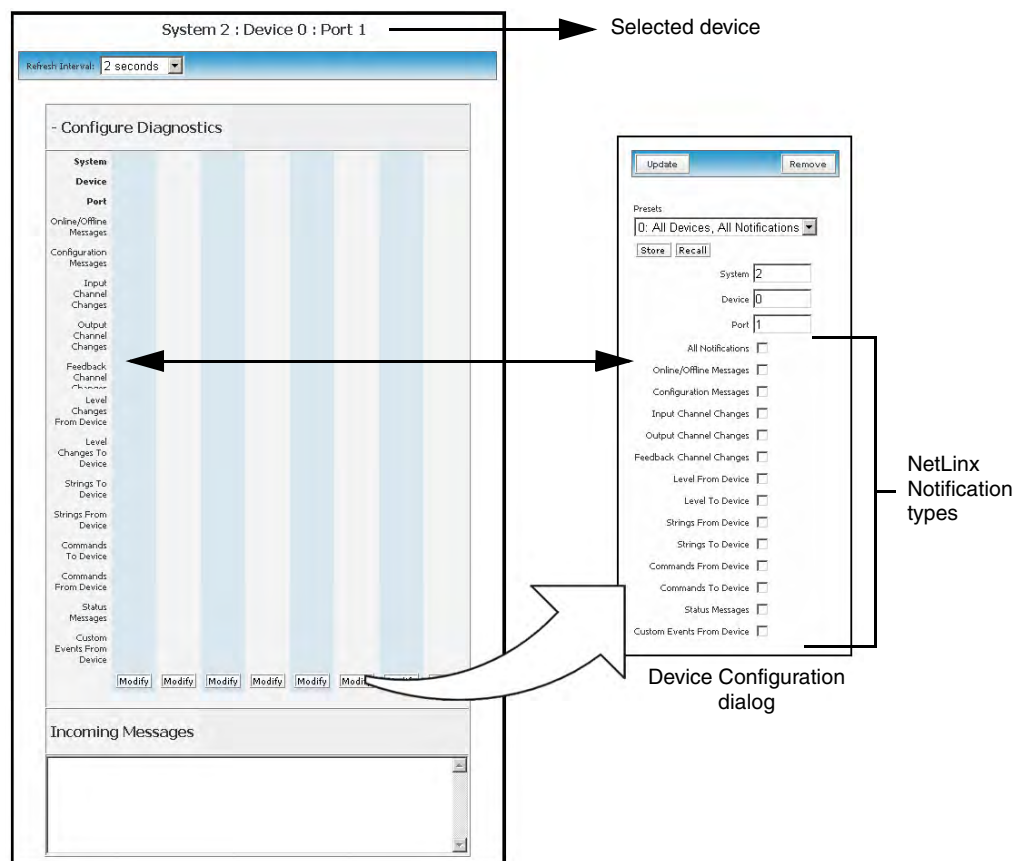 System 2 : Device 0 : Port 1
Selected device
Refresh Interval: 2 seconds
- Configure Diagnostics
System
Device
Port
Online/Offline
Messages
Configuration
Messages
Input
Channel
Changes
Output
Channel
Changes
Feedback
Channel
Changes
Level
Changes
From Device
Level
Changes To
Device
Strings To
Device
Strings From
Device
Commands
To Device
Commands
From Device
Status
Messages
Custom
Events From
Device
Modify Modify Modify Modify Modify Modify
Incoming Messages
Update Remove
Presets
0: All Devices, All Notifications
Store Recall
System 2
Device 0
Port 1
All Notifications
Online/Offline Messages
Configuration Messages
Input Channel Changes
Output Channel Changes
Feedback Channel Changes
Level From Device
Level To Device
Strings From Device
Strings To Device
Commands From Device
Commands To Device
Status Messages
Custom Events From Device
NetLinx
Notification
types
Device Configuration
dialog